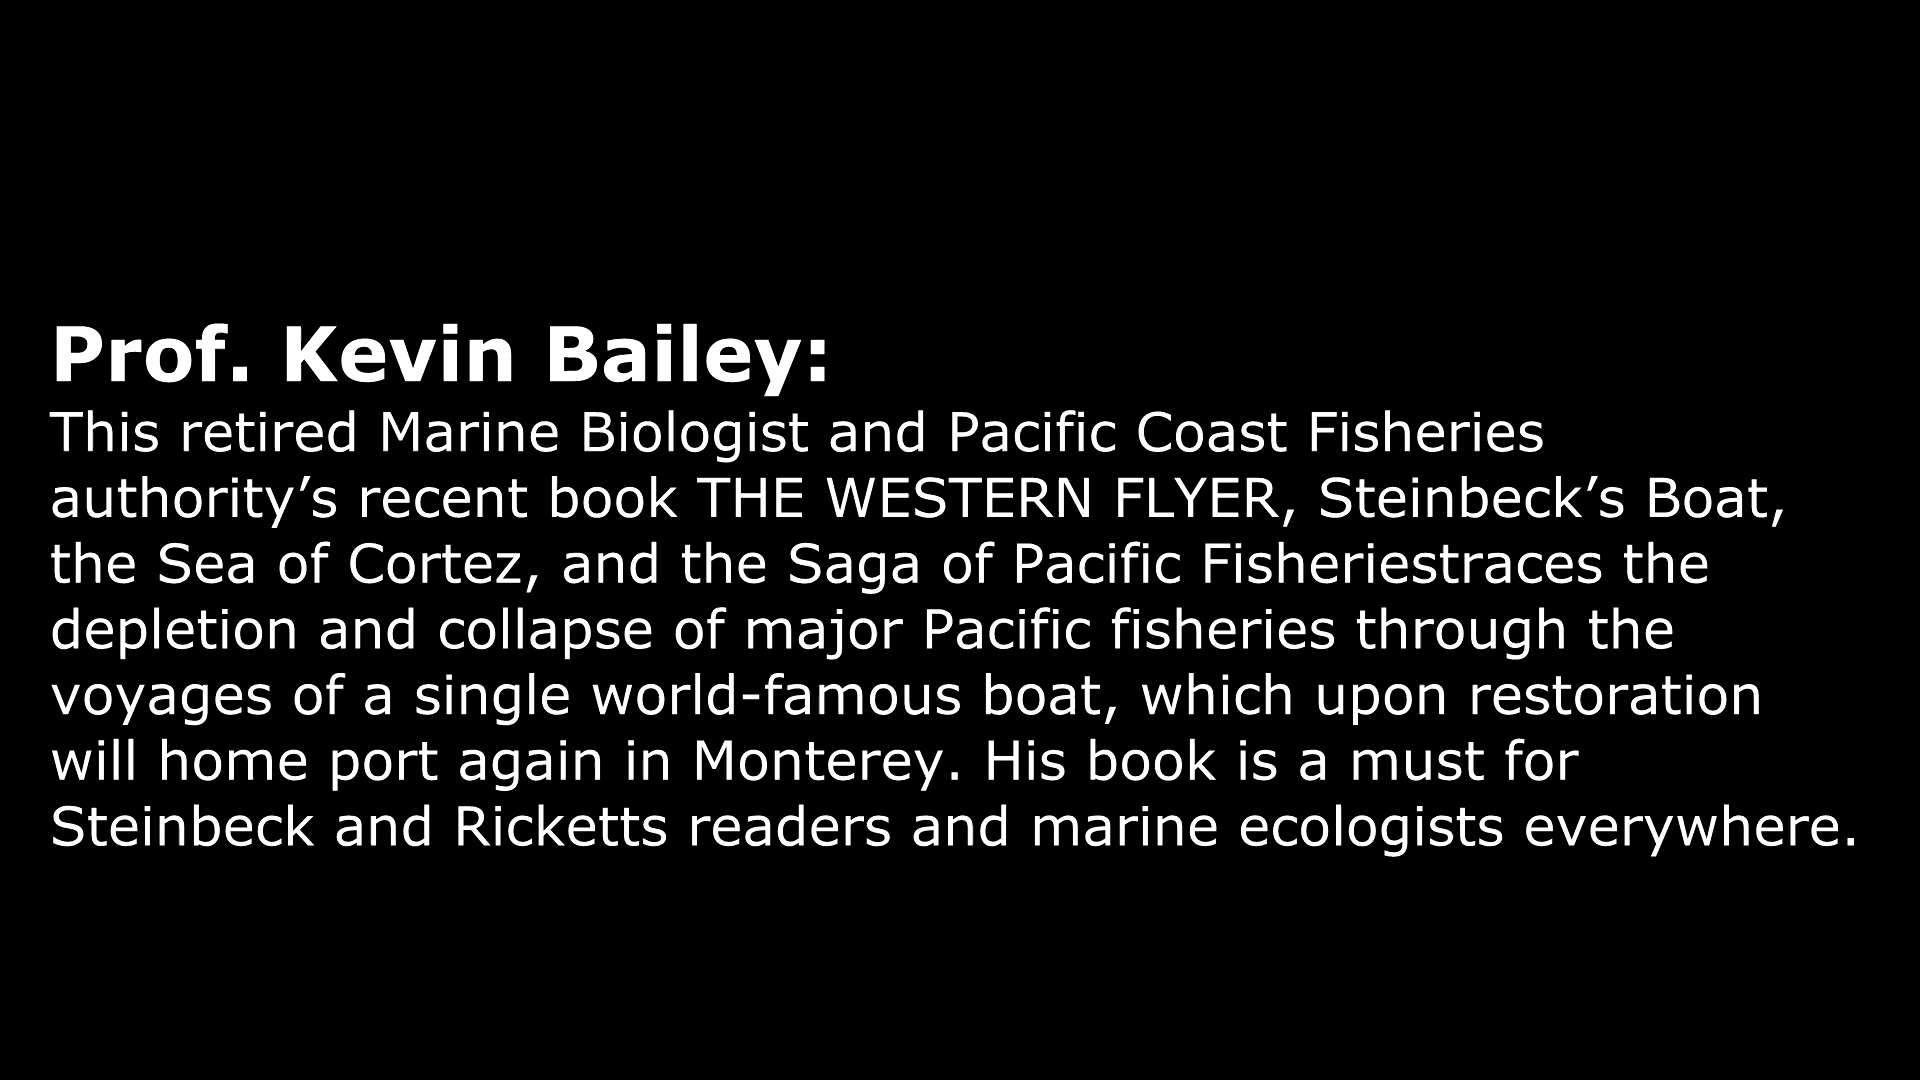 Prof. Kevin Bailey:
This retired Marine Biologist and Pacific Coast Fisheries
authority’s recent book THE WESTERN FLYER, Steinbeck’s Boat,
the Sea of Cortez, and the Saga of Pacific Fisheriestraces the
depletion and collapse of major Pacific fisheries through the
voyages of a single world-famous boat, which upon restoration
will home port again in Monterey. His book is a must for
Steinbeck and Ricketts readers and marine ecologists everywhere.